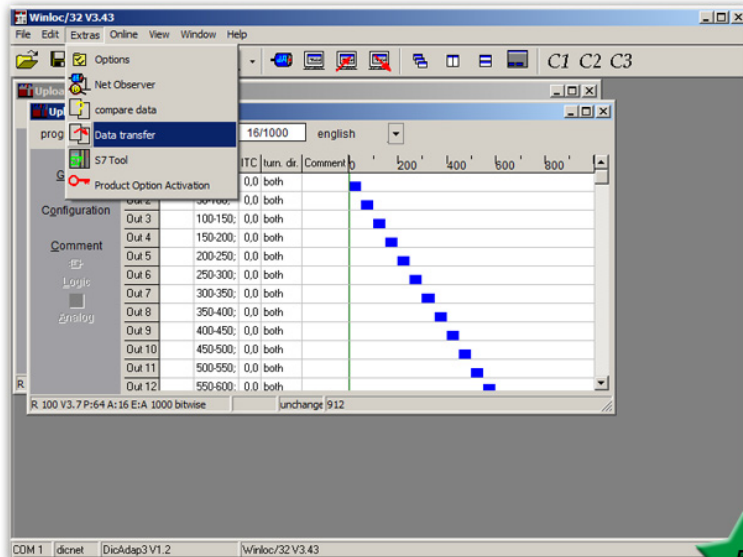 Winloc/32 V3.43
File Edit Extras Online View Window Help
C1 C2 C3
Options
Net Observer
compare data
Data transfer
S7 Tool
Product Option Activation
16/1000 english
ITC turn. dir. Comment 0 ' 200 ' 400 ' 600 ' 800 '
0,0 both
0,0 both
Configuration Out 3 100-150; 0,0 both
Out 4 150-200; 0,0 both
Comment Out 5 200-250; 0,0 both
Out 6 250-300; 0,0 both
Logic Out 7 300-350; 0,0 both
Out 8 350-400; 0,0 both
Analog Out 9 400-450; 0,0 both
Out 10 450-500; 0,0 both
Out 11 500-550; 0,0 both
Out 12 550-600; 0,0 both
R 100 V3.7 P:64 A:16 E:A 1000 bitwise unchange 912
COM 1 dicnet DicAdap3 V1.2 Winloc/32 V3.43